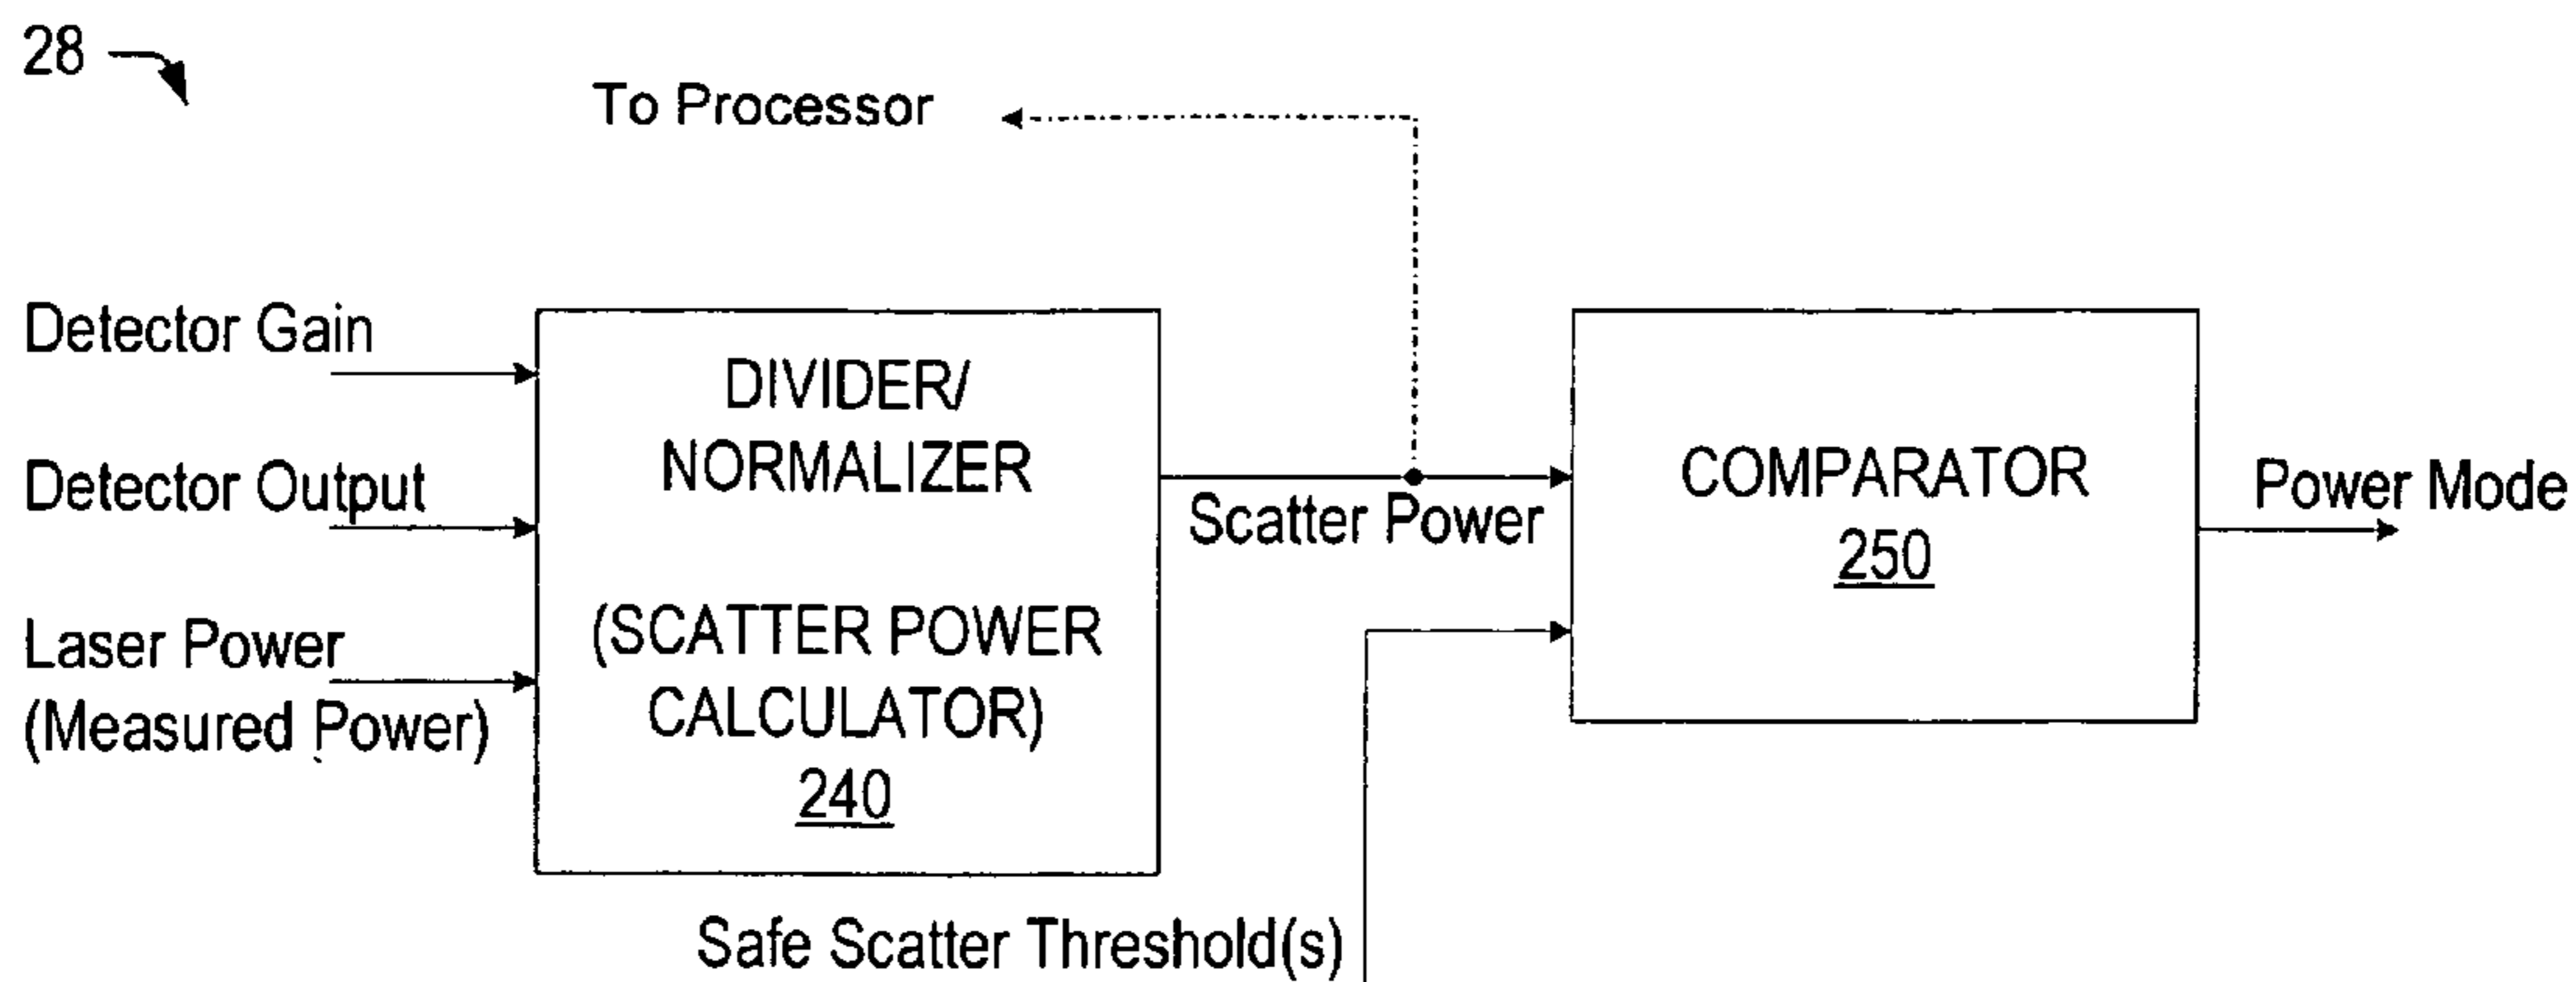 28
To Processor
Detector Gain
Detector Output
Laser Power
(Measured Power)
DIVIDER/
NORMALIZER
(SCATTER POWER
CALCULATOR)
240
Scatter Power
COMPARATOR
250
Power Mode
Safe Scatter Threshold(s)